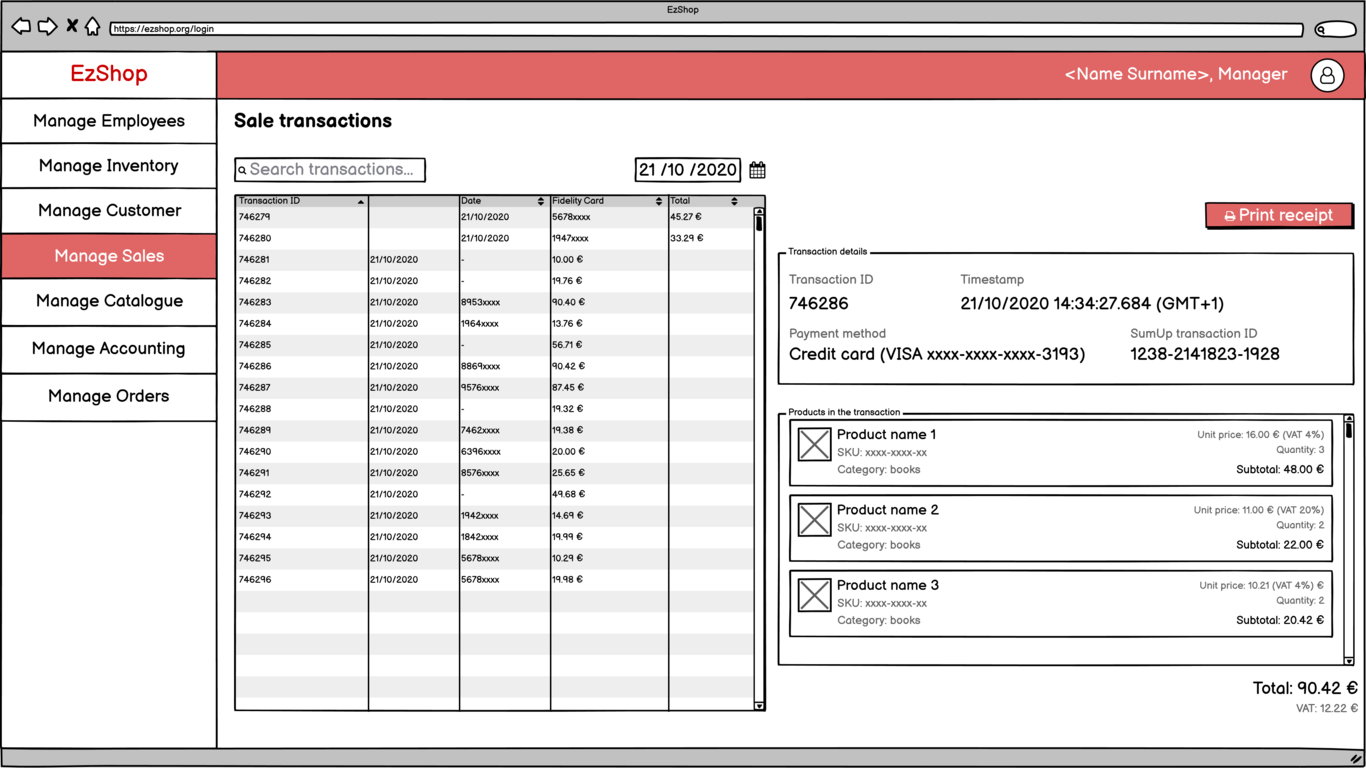 EzShop
https://ezshop.org/login
EzShop
<Name Surname>, Manager
Manage Employees
Manage Inventory
Manage Customer
Manage Sales
Manage Catalogue
Manage Accounting
Manage Orders
Sale transactions
Search transactions...
21 /10 /2020
Transaction ID Date Fidelity Card Total
746279 21/10/2020 5678xxxx 45.27 €
746280 21/10/2020 1947xxxx 33.29 €
746281 21/10/2020 - 10.00 €
746282 21/10/2020 - 19.76 €
746283 21/10/2020 8953xxxx 90.40 €
746284 21/10/2020 1964xxxx 13.76 €
746285 21/10/2020 - 56.71 €
746286 21/10/2020 8869xxxx 90.42 €
746287 21/10/2020 9576xxxx 87.45 €
746288 21/10/2020 - 19.32 €
746289 21/10/2020 7462xxxx 19.38 €
746290 21/10/2020 6396xxxx 20.00 €
746291 21/10/2020 8576xxxx 25.65 €
746292 21/10/2020 - 49.68 €
746293 21/10/2020 1942xxxx 14.69 €
746294 21/10/2020 1842xxxx 19.99 €
746295 21/10/2020 5678xxxx 10.29 €
746296 21/10/2020 5678xxxx 19.98 €
Print receipt
Transaction details
Transaction ID Timestamp
746286 21/10/2020 14:34:27.684 (GMT+1)
Payment method SumUp transaction ID
Credit card (VISA xxxx-xxxx-xxxx-3193) 1238-2141823-1928
Products in the transaction
Product name 1
SKU: xxxx-xxxx-xx
Category: books
Unit price: 16.00 € (VAT 4%)
Quantity: 3
Subtotal: 48.00 €
Product name 2
SKU: xxxx-xxxx-xx
Category: books
Unit price: 11.00 € (VAT 20%)
Quantity: 2
Subtotal: 22.00 €
Product name 3
SKU: xxxx-xxxx-xx
Category: books
Unit price: 10.21 (VAT 4%) €
Quantity: 2
Subtotal: 20.42 €
Total: 90.42 €
VAT: 12.22 €